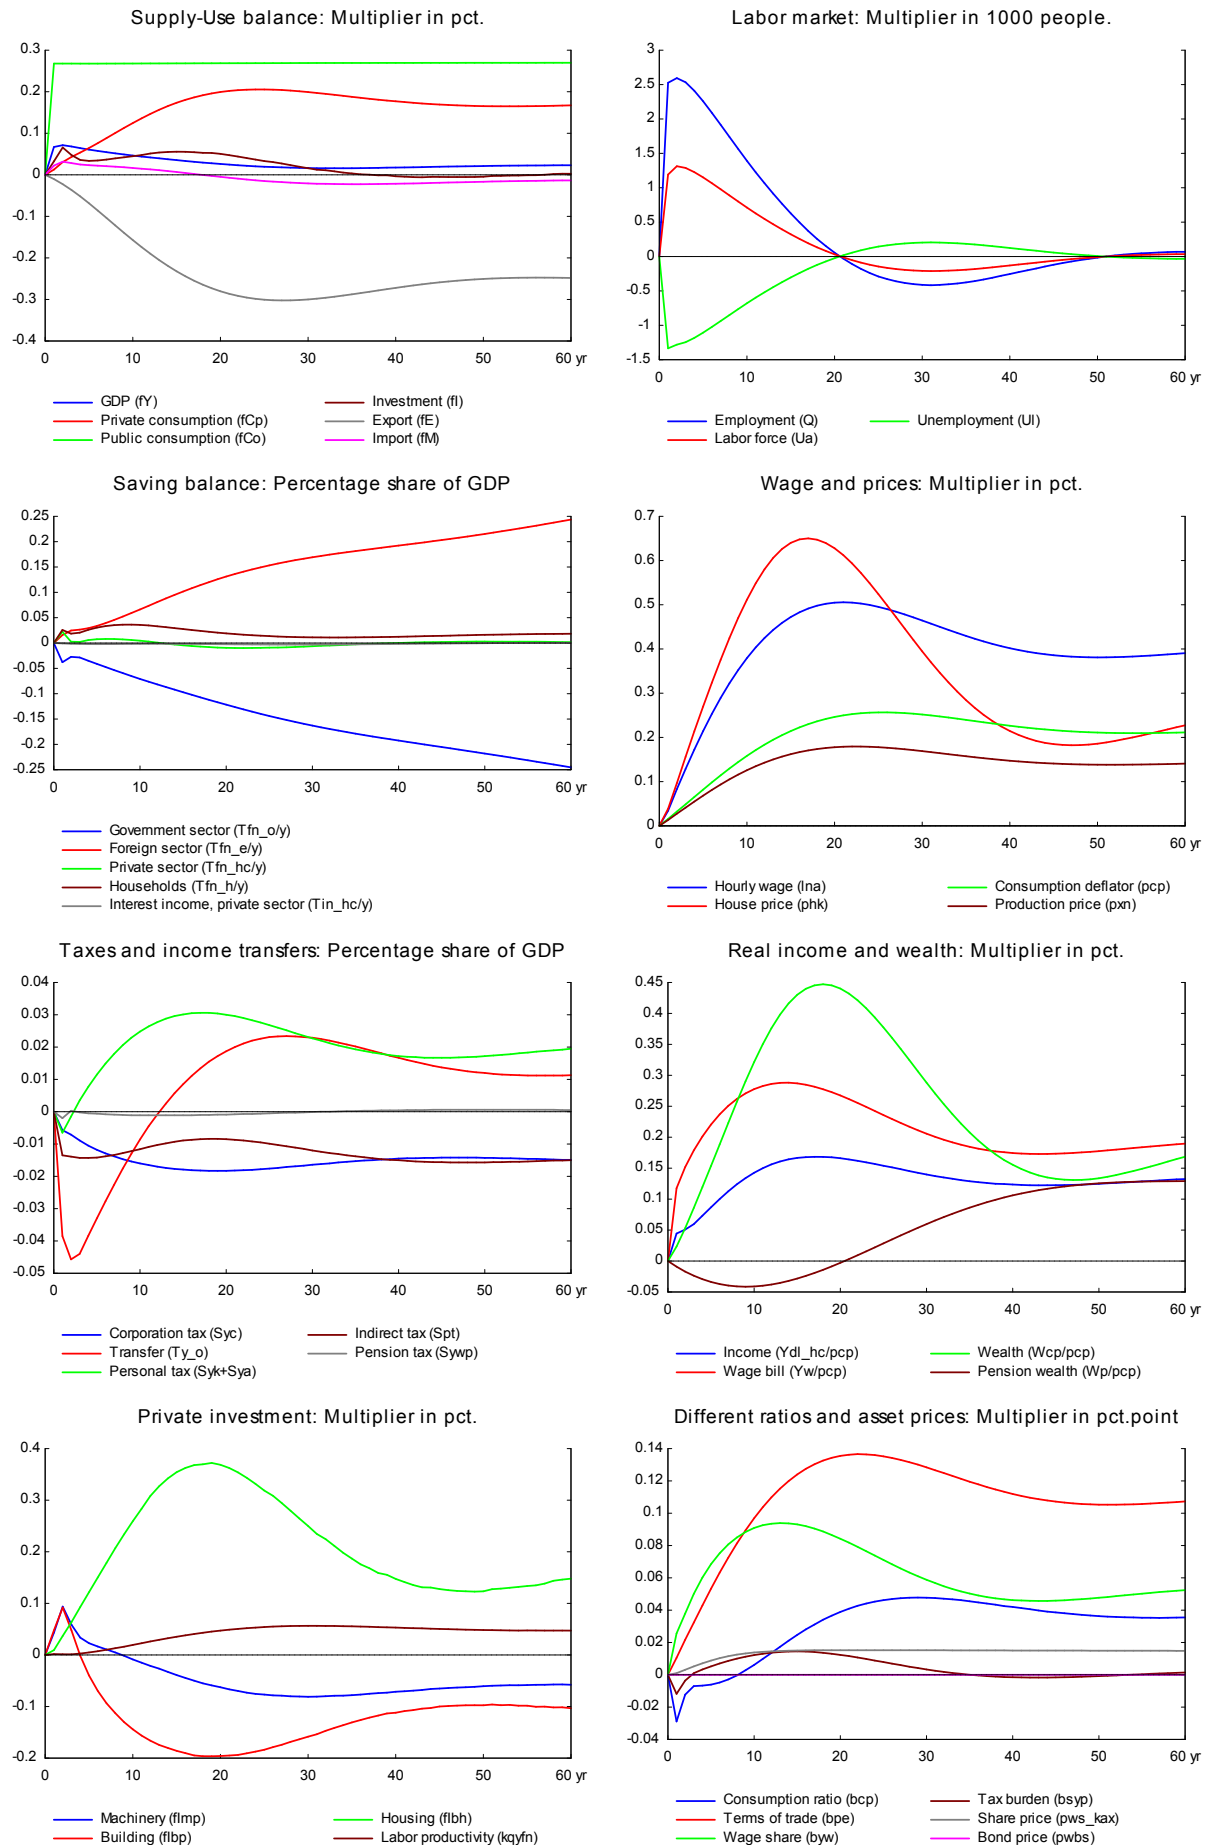 Supply-Use balance: Multiplier in pct.
0.3
0.2
0.1
0
-0.1
-0.2
-0.3
-0.4
0 10 20 30 40 50 60 yr
GDP (fY) Investment (fI)
Private consumption (fCp) Export (fE)
Public consumption (fCo) Import (fM)
Labor market: Multiplier in 1000 people.
3
2.5
2
1.5
1
0.5
0
-0.5
-1
-1.5
0 10 20 30 40 50 60 yr
Employment (Q) Unemployment (Ul)
Labor force (Ua)
Saving balance: Percentage share of GDP
0.25
0.2
0.15
0.1
0.05
0
-0.05
-0.1
-0.15
-0.2
-0.25
0 10 20 30 40 50 60 yr
Government sector (Tfn_o/y)
Foreign sector (Tfn_e/y)
Private sector (Tfn_hc/y)
Households (Tfn_h/y)
Interest income, private sector (Tin_hc/y)
Wage and prices: Multiplier in pct.
0.7
0.6
0.5
0.4
0.3
0.2
0.1
0
0 10 20 30 40 50 60 yr
Hourly wage (lna) Consumption deflator (pcp)
House price (phk) Production price (pxn)
Taxes and income transfers: Percentage share of GDP
0.04
0.03
0.02
0.01
0
-0.01
-0.02
-0.03
-0.04
-0.05
0 10 20 30 40 50 60 yr
Corporation tax (Syc) Indirect tax (Spt)
Transfer (Ty_o) Pension tax (Sywp)
Personal tax (Syk+Sya)
Real income and wealth: Multiplier in pct.
0.45
0.4
0.35
0.3
0.25
0.2
0.15
0.1
0.05
0
-0.05
0 10 20 30 40 50 60 yr
Income (Ydl_hc/pcp) Wealth (Wcp/pcp)
Wage bill (Yw/pcp) Pension wealth (Wp/pcp)
Private investment: Multiplier in pct.
0.4
0.3
0.2
0.1
0
-0.1
-0.2
0 10 20 30 40 50 60 yr
Machinery (fImp) Housing (fIbh)
Building (fIbp) Labor productivity (kqyfn)
Different ratios and asset prices: Multiplier in pct.point
0.14
0.12
0.1
0.08
0.06
0.04
0.02
0
-0.02
-0.04
0 10 20 30 40 50 60 yr
Consumption ratio (bcp) Tax burden (bsyp)
Terms of trade (bpe) Share price (pws_kax)
Wage share (byw) Bond price (pwbs)